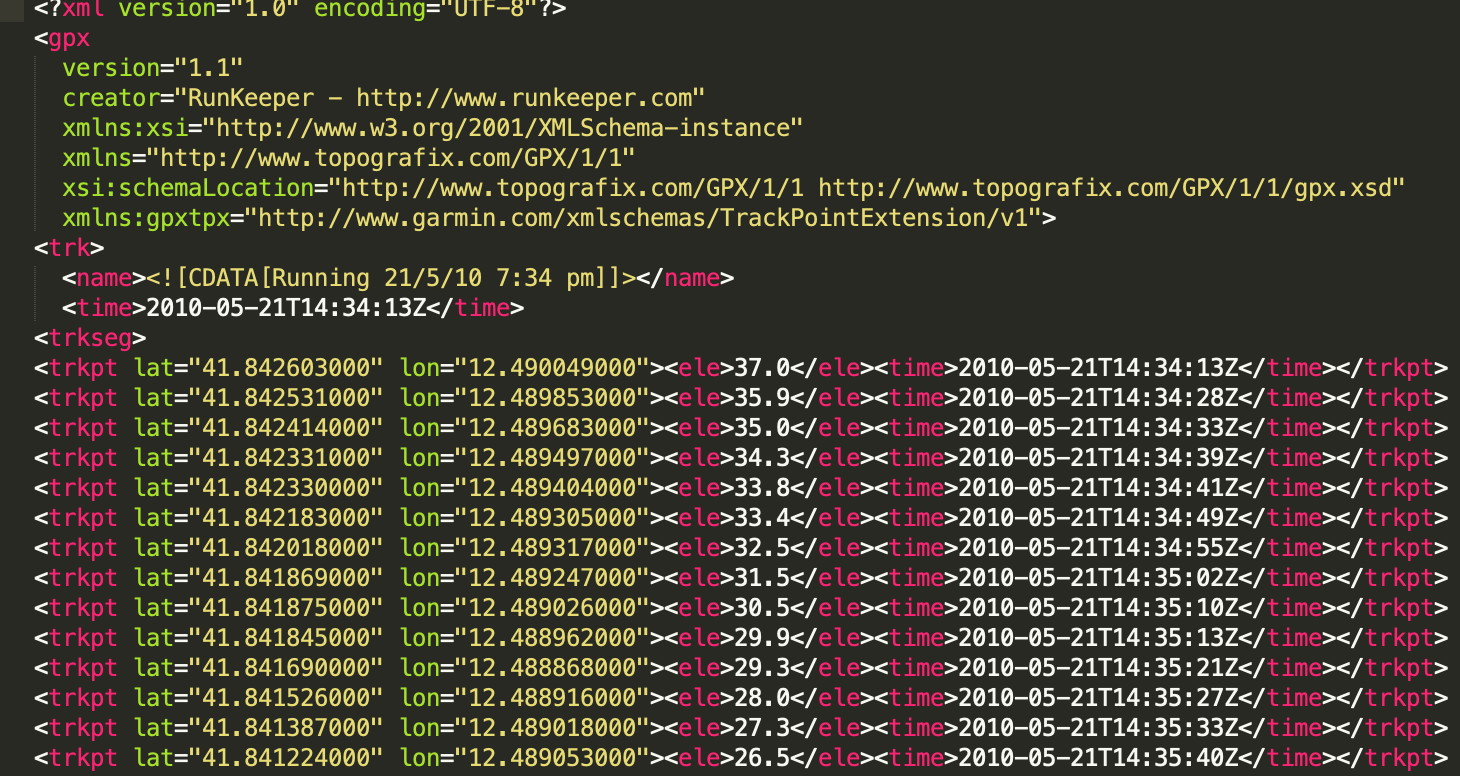 <?xml version="1.0" encoding="UTF-8"?>
<gpx
version="1.1"
creator="RunKeeper - http://www.runkeeper.com"
xmlns:xsi="http://www.w3.org/2001/XMLSchema-instance"
xmlns="http://www.topografix.com/GPX/1/1"
xsi:schemaLocation="http://www.topografix.com/GPX/1/1 http://www.topografix.com/GPX/1/1/gpx.xsd"
xmlns:gpxtpx="http://www.garmin.com/xmlschemas/TrackPointExtension/v1">
<trk>
<name><![CDATA[Running 21/5/10 7:34 pm]]></name>
<time>2010-05-21T14:34:13Z</time>
<trkseg>
<trkpt lat="41.842603000" lon="12.490049000"><ele>37.0</ele><time>2010-05-21T14:34:13Z</time></trkpt>
<trkpt lat="41.842531000" lon="12.489853000"><ele>35.9</ele><time>2010-05-21T14:34:28Z</time></trkpt>
<trkpt lat="41.842414000" lon="12.489683000"><ele>35.0</ele><time>2010-05-21T14:34:33Z</time></trkpt>
<trkpt lat="41.842331000" lon="12.489497000"><ele>34.3</ele><time>2010-05-21T14:34:39Z</time></trkpt>
<trkpt lat="41.842330000" lon="12.489404000"><ele>33.8</ele><time>2010-05-21T14:34:41Z</time></trkpt>
<trkpt lat="41.842183000" lon="12.489305000"><ele>33.4</ele><time>2010-05-21T14:34:49Z</time></trkpt>
<trkpt lat="41.842018000" lon="12.489317000"><ele>32.5</ele><time>2010-05-21T14:34:55Z</time></trkpt>
<trkpt lat="41.841869000" lon="12.489247000"><ele>31.5</ele><time>2010-05-21T14:35:02Z</time></trkpt>
<trkpt lat="41.841875000" lon="12.489026000"><ele>30.5</ele><time>2010-05-21T14:35:10Z</time></trkpt>
<trkpt lat="41.841845000" lon="12.488962000"><ele>29.9</ele><time>2010-05-21T14:35:13Z</time></trkpt>
<trkpt lat="41.841690000" lon="12.488868000"><ele>29.3</ele><time>2010-05-21T14:35:21Z</time></trkpt>
<trkpt lat="41.841526000" lon="12.488916000"><ele>28.0</ele><time>2010-05-21T14:35:27Z</time></trkpt>
<trkpt lat="41.841387000" lon="12.489018000"><ele>27.3</ele><time>2010-05-21T14:35:33Z</time></trkpt>
<trkpt lat="41.841224000" lon="12.489053000"><ele>26.5</ele><time>2010-05-21T14:35:40Z</time></trkpt>